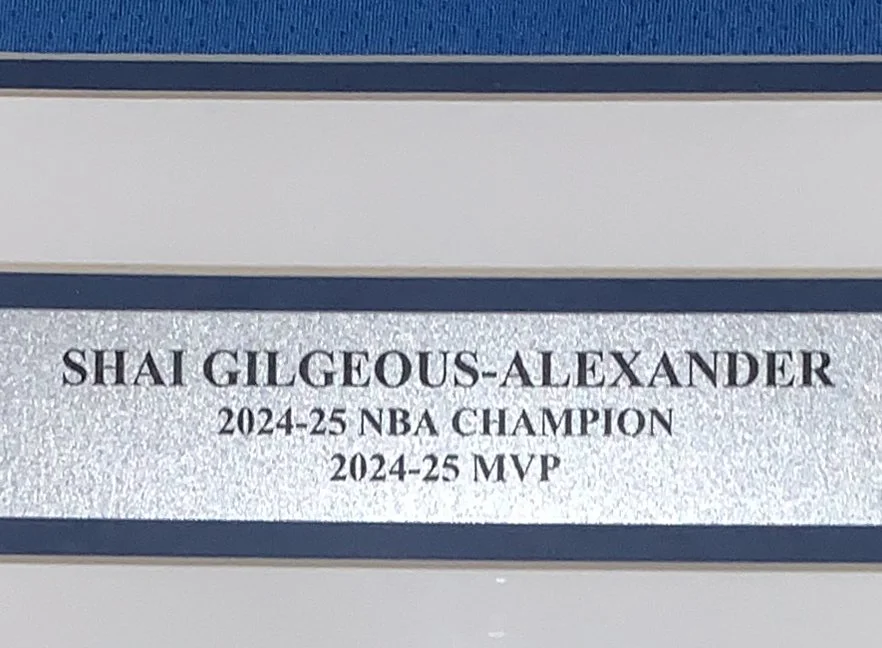 SHAI GILGEOUS-ALEXANDER
2024-25 NBA CHAMPION
2024-25 MVP